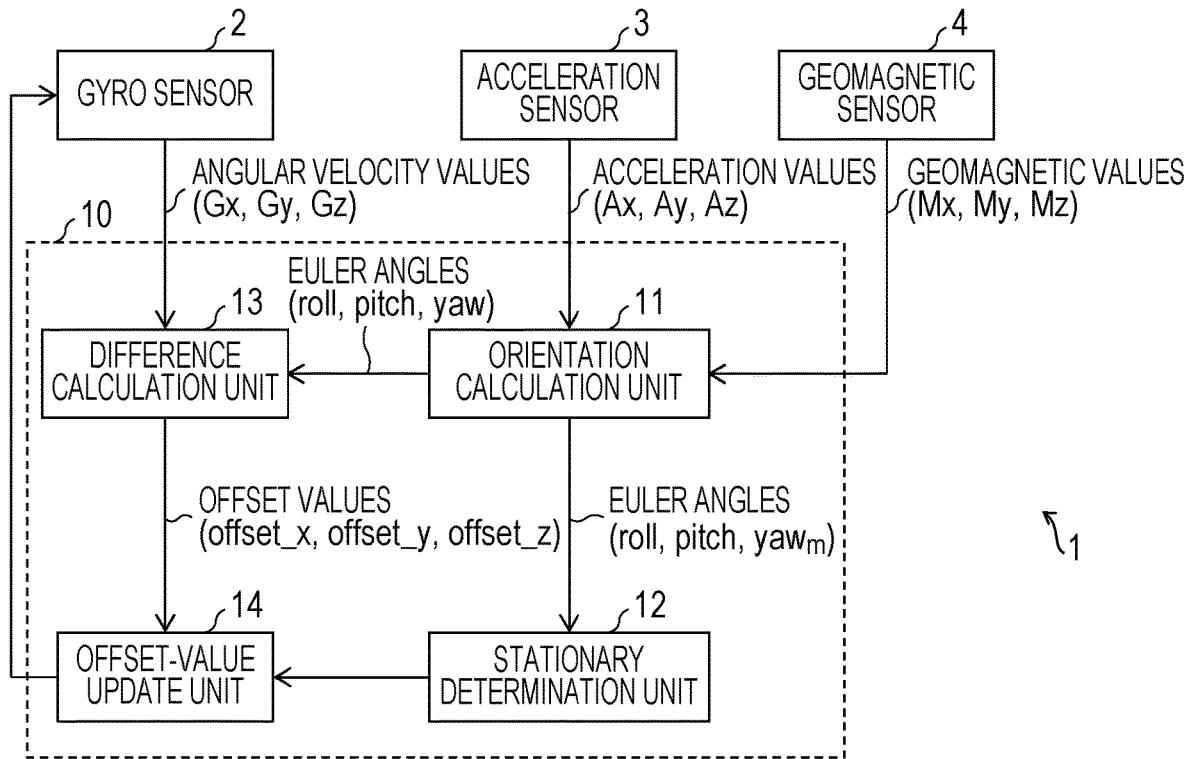 2
3
4
GYRO SENSOR
ACCELERATION
SENSOR
GEOMAGNETIC
SENSOR
ANGULAR VELOCITY VALUES
(Gx, Gy, Gz)
ACCELERATION VALUES
(Ax, Ay, Az)
GEOMAGNETIC VALUES
(Mx, My, Mz)
10
EULER ANGLES
(roll, pitch, yaw)
13
11
DIFFERENCE
CALCULATION UNIT
ORIENTATION
CALCULATION UNIT
OFFSET VALUES
(offset_x, offset_y, offset_z)
EULER ANGLES
(roll, pitch, yawm)
1
14
12
OFFSET-VALUE
UPDATE UNIT
STATIONARY
DETERMINATION UNIT